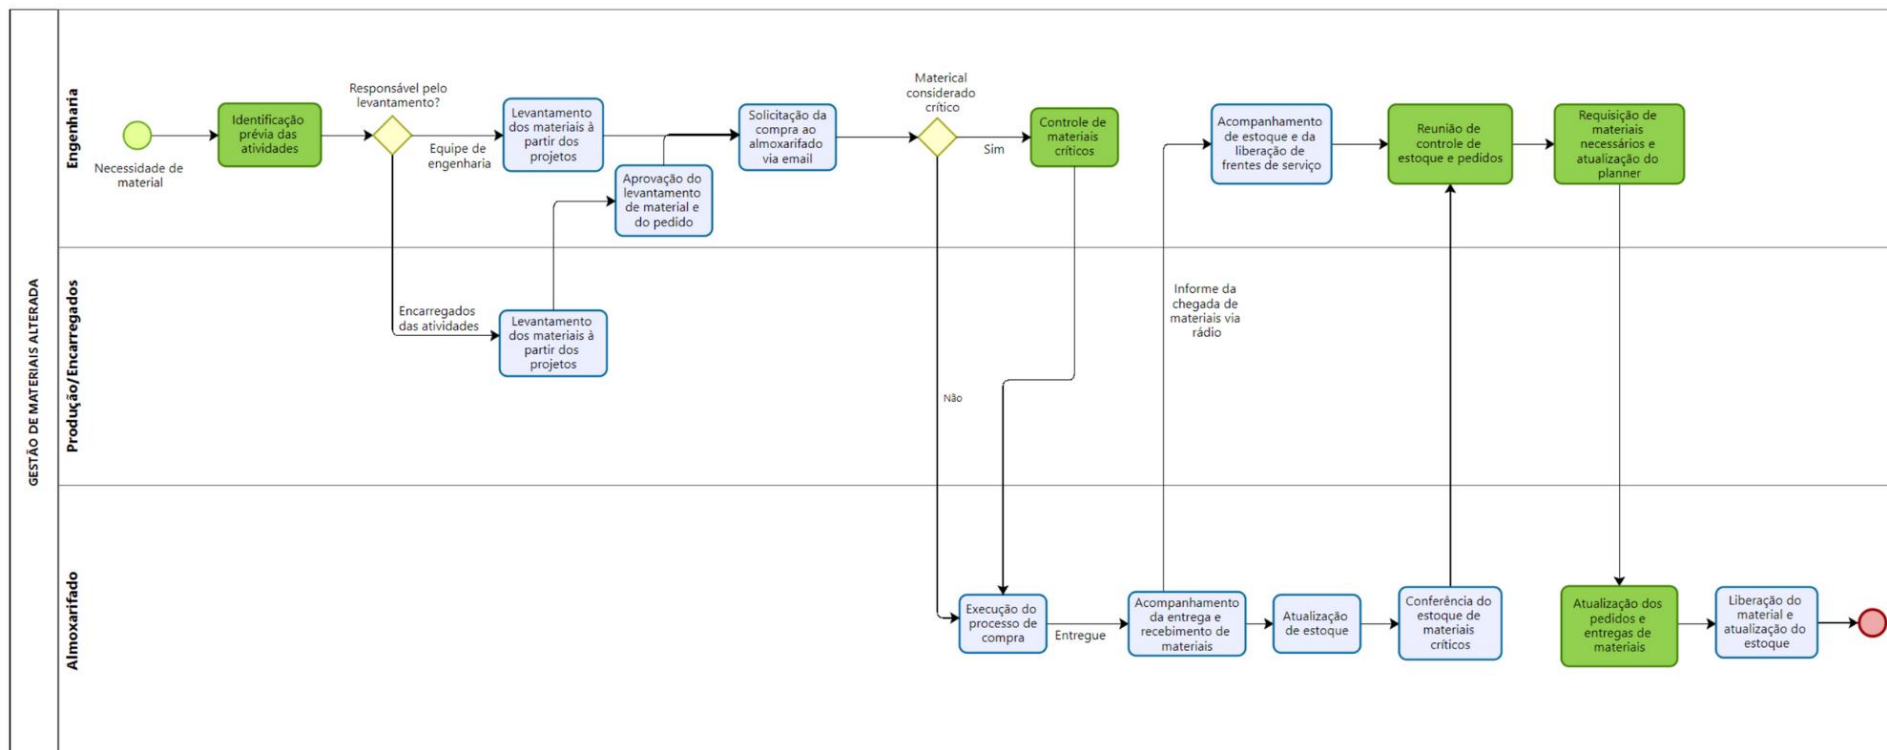 GESTÃO DE MATERIAIS ALTERADA
Engenharia
Necessidade de
material
Identificação
prévia das
atividades
Responsável pelo
levantamento?
Equipe de
engenharia
Levantamento
dos materiais à
partir dos
projetos
Aprovação do
levantamento
de material e
do pedido
Solicitação da
compra ao
almoxarifado
via email
Materical
considerado
crítico
Sim
Controle de
materiais
críticos
Acompanhamento
de estoque e da
liberação de
frentes de serviço
Reunião de
controle de
estoque e pedidos
Requisição de
materiais
necessários e
atualização do
planner
Produção/Encarregados
Encarregados
das atividades
Levantamento
dos materiais à
partir dos
projetos
Não
Informe da
chegada de
materiais via
rádio
Almoxarifado
Execução do
processo de
compra
Entregue
Acompanhamento
da entrega e
recebimento de
materiais
Atualização
de estoque
Conferência do
estoque de
materiais
críticos
Atualização dos
pedidos e
entregas de
materiais
Liberação do
material e
atualização do
estoque